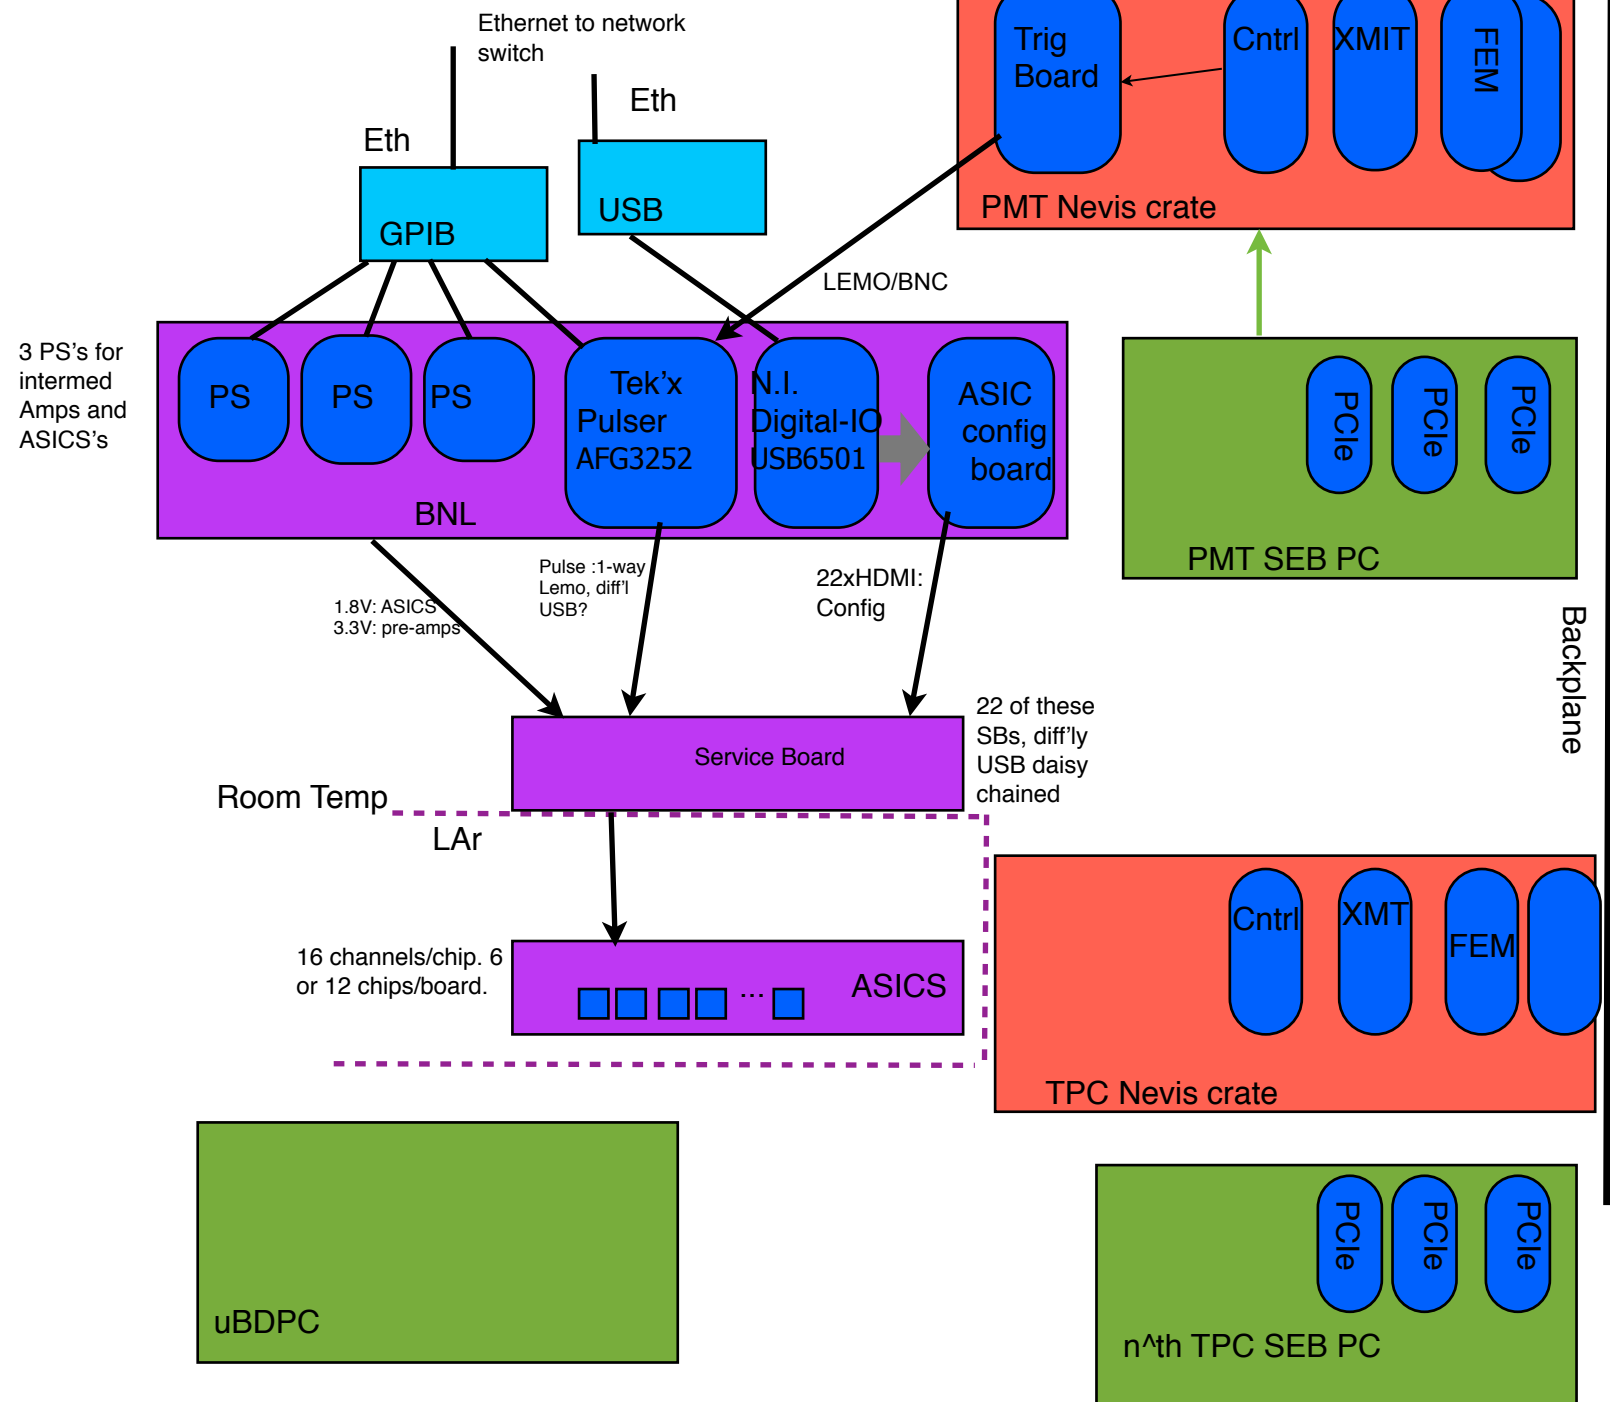 Ethernet to network
switch
Eth
Eth
GPIB
USB
Trig
Board
Cntrl
XMIT
FEM
PMT Nevis crate
LEMO/BNC
3 PS's for
intermed
Amps and
ASICS's
PS
PS
PS
Tek'x
Pulser
AFG3252
N.I.
Digital-IO
USB6501
ASIC
config
board
BNL
PCIe
PCIe
PCIe
PMT SEB PC
1.8V: ASICS
3.3V: pre-amps
Pulse :1-way
Lemo, diff'l
USB?
22xHDMI:
Config
Backplane
Service Board
22 of these
SBs, diff'ly
USB daisy
chained
Room Temp
LAr
16 channels/chip. 6
or 12 chips/board.
...
ASICS
Cntrl
XMT
FEM
TPC Nevis crate
uBDPC
PCIe
PCIe
PCIe
n^th TPC SEB PC